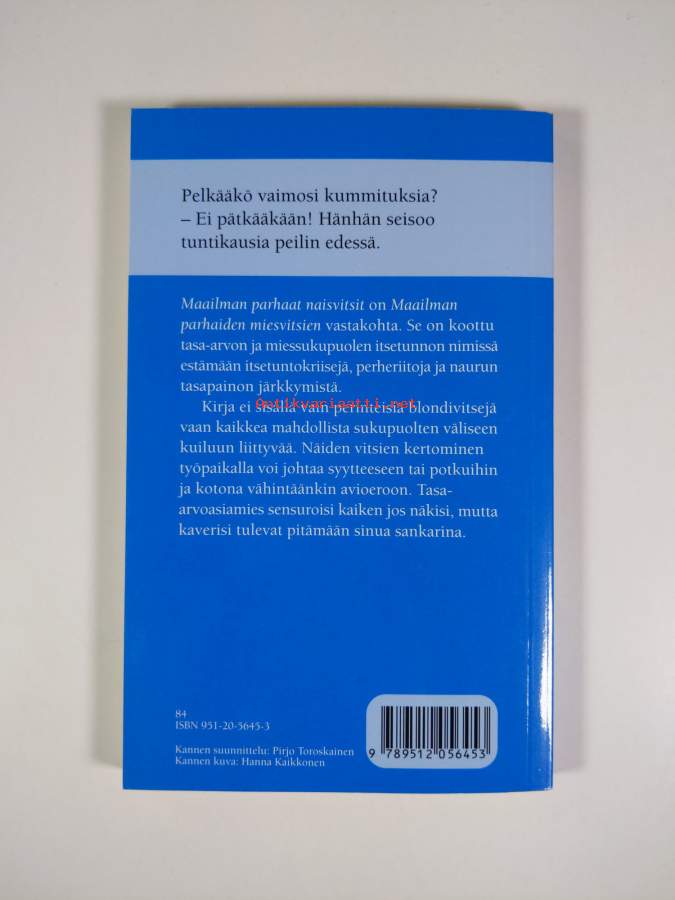 Pelkääkö vaimosi kummituksia?
– Ei pätkääkään! Hänhän seisoo
tuntikausia peilin edessä.
Maailman parhaat naisvitsit on Maailman
parhaiden miesvitsien vastakohta. Se on koottu
tasa-arvon ja miessukupuolen itsetunnon nimissä
estämään itsetuntokriisejä, perheriitoja ja naurun
tasapainon järkkymistä.
Antikvariaatti.net
Kirja ei sisällä vain perinteisiä blondivitsejä
vaan kaikkea mahdollista sukupuolten väliseen
kuiluun liittyvää. Näiden vitsien kertominen
työpaikalla voi johtaa syytteeseen tai potkuihin
ja kotona vähintäänkin avioeroon. Tasa-
arvoasiamies sensuroisi kaiken jos näkisi, mutta
kaverisi tulevat pitämään sinua sankarina.
84
ISBN 951-20-5645-3
Kannen suunnittelu: Pirjo Toroskainen
Kannen kuva: Hanna Kaikkonen
9 789512 056453